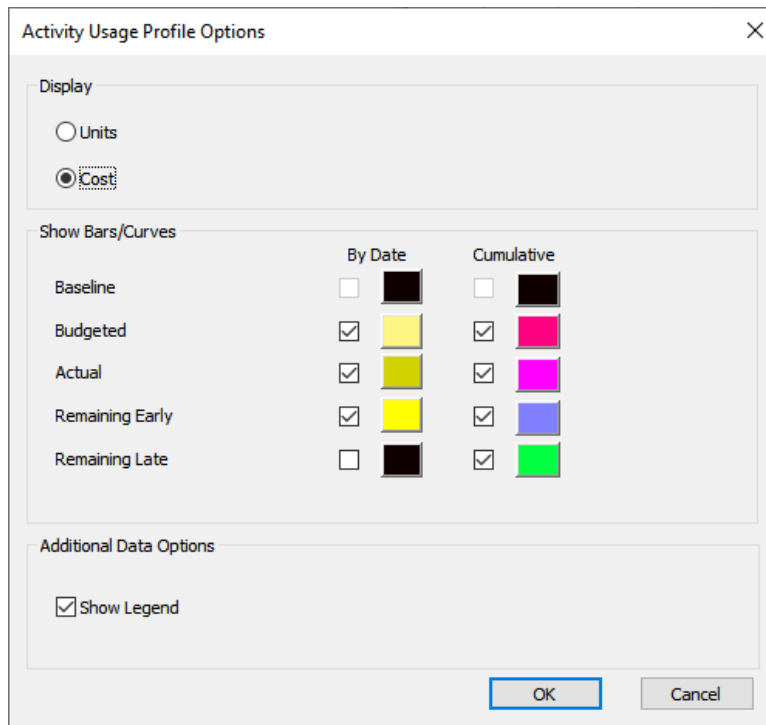 Activity Usage Profile Options
Display
Units
Cost
Show Bars/Curves
By Date Cumulative
Baseline
Budgeted
Actual
Remaining Early
Remaining Late
Additional Data Options
Show Legend
OK Cancel